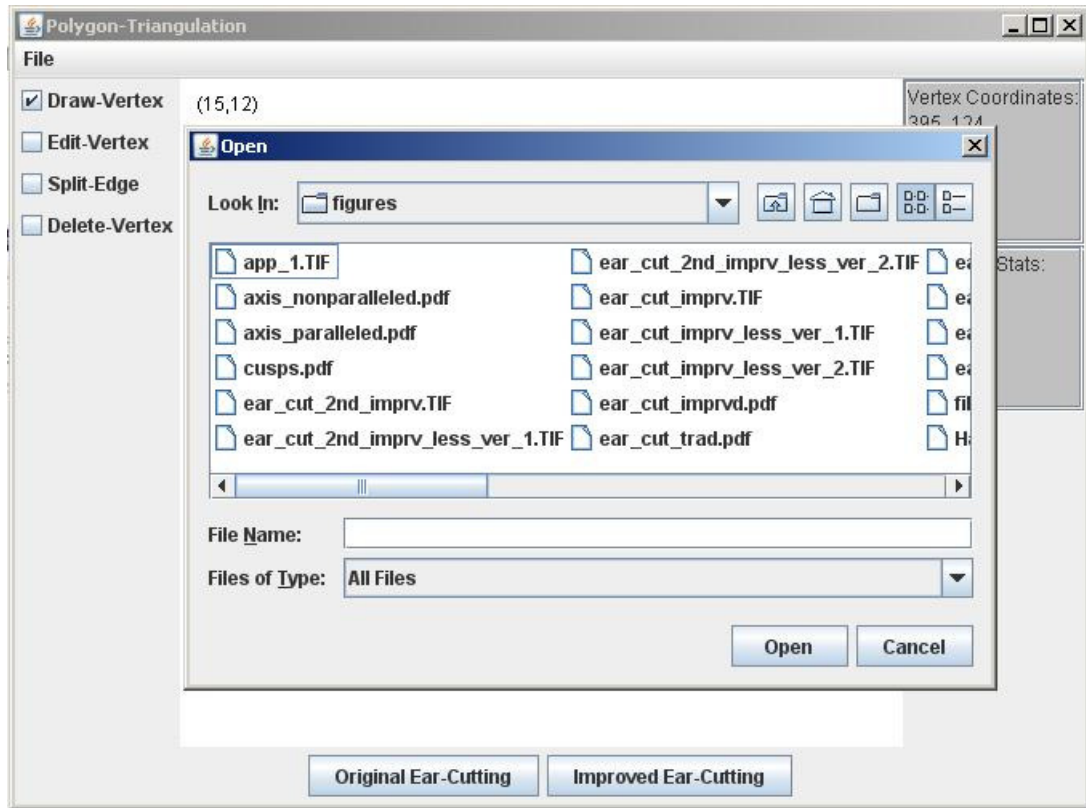 Polygon-Triangulation
File
Draw-Vertex
Edit-Vertex
Split-Edge
Delete-Vertex
(15,12)
Vertex Coordinates:
395, 124
Stats:
Open
Look In: figures
app_1.TIF
axis_nonparalleled.pdf
axis_paralleled.pdf
cusps.pdf
ear_cut_2nd_imprv.TIF
ear_cut_2nd_imprv_less_ver_1.TIF
ear_cut_2nd_imprv_less_ver_2.TIF
ear_cut_imprv.TIF
ear_cut_imprv_less_ver_1.TIF
ear_cut_imprv_less_ver_2.TIF
ear_cut_imprvd.pdf
ear_cut_trad.pdf
File Name:
Files of Type: All Files
Open Cancel
Original Ear-Cutting Improved Ear-Cutting